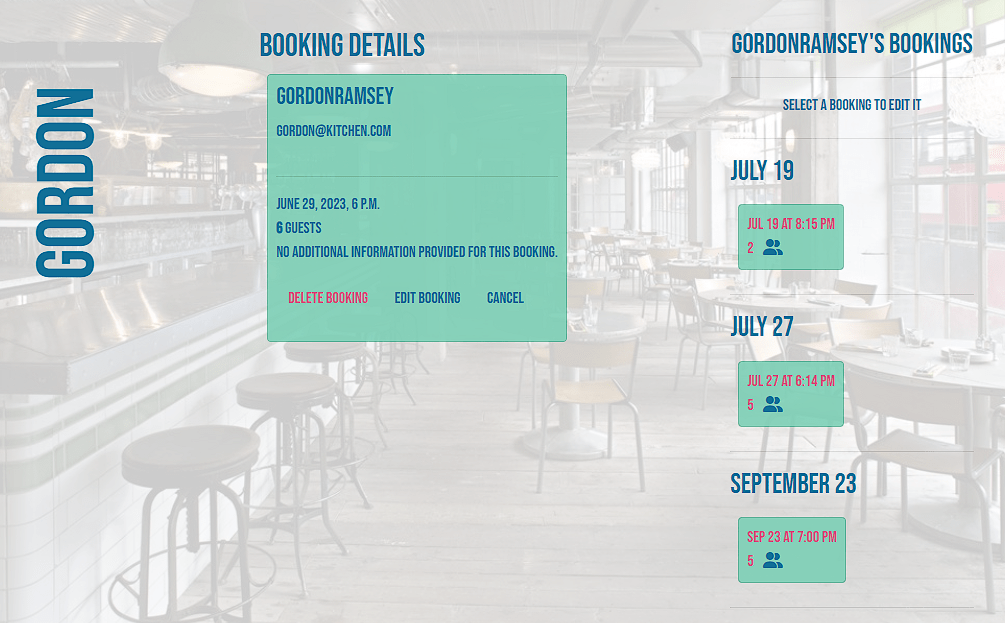 GORDON
BOOKING DETAILS
GORDONRAMSEY
GORDON@KITCHEN.COM
JUNE 29, 2023, 6 P.M.
6 GUESTS
NO ADDITIONAL INFORMATION PROVIDED FOR THIS BOOKING.
DELETE BOOKING EDIT BOOKING CANCEL
GORDONRAMSEY'S BOOKINGS
SELECT A BOOKING TO EDIT IT
JULY 19
JUL 19 AT 8:15 PM
2
JULY 27
JUL 27 AT 6:14 PM
5
SEPTEMBER 23
SEP 23 AT 7:00 PM
5